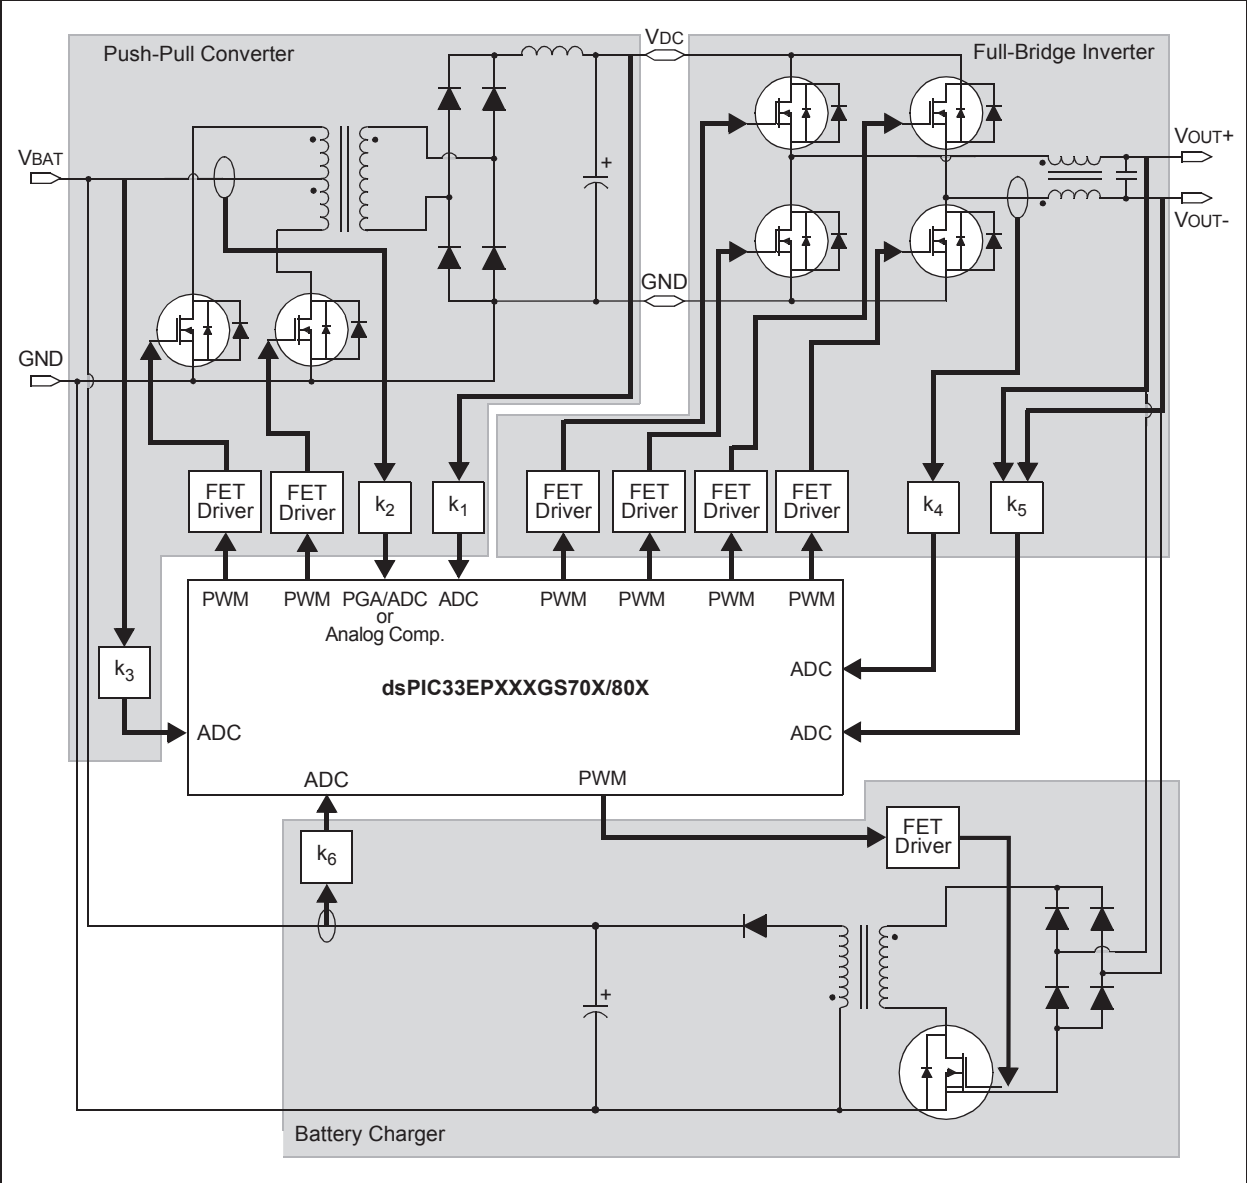 Push-Pull Converter
VDC
Full-Bridge Inverter
VBAT
+
VOUT+
VOUT-
GND
GND
FET
Driver
FET
Driver
k2
k1
FET
Driver
FET
Driver
FET
Driver
FET
Driver
k4
k5
PWM
PWM
PGA/ADC
or
Analog Comp.
ADC
PWM
PWM
PWM
PWM
k3
ADC
dsPIC33EPXXXGS70X/80X
ADC
ADC
ADC
PWM
k6
FET
Driver
+
Battery Charger